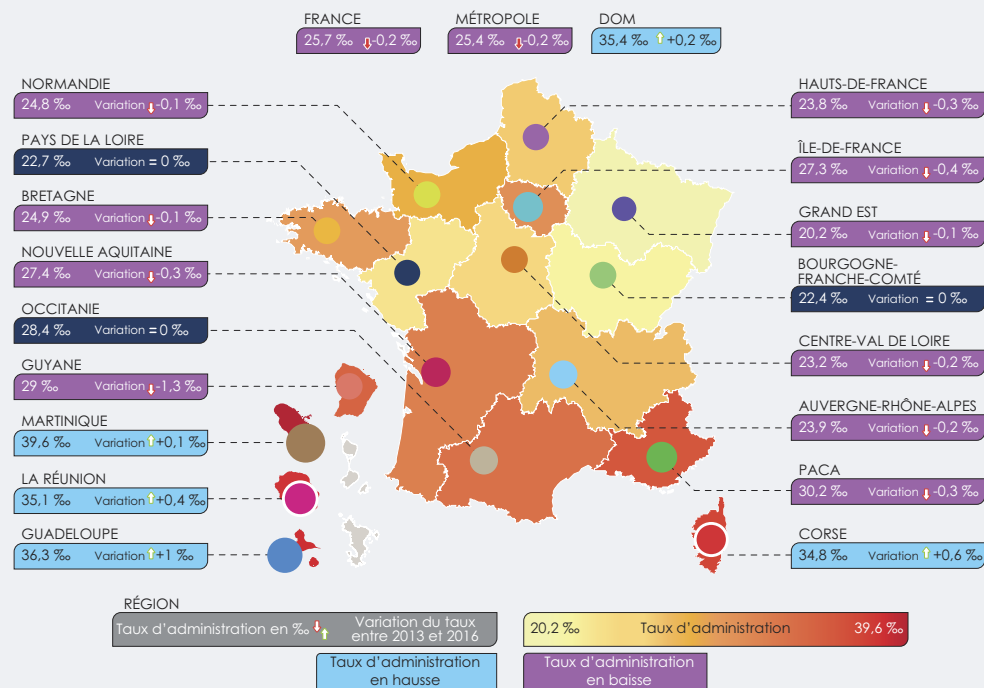 FRANCE
25,7 ‰ -0,2 ‰
MÉTROPOLE
25,4 ‰ -0,2 ‰
DOM
35,4 ‰ +0,2 ‰
NORMANDIE
24,8 ‰ Variation -0,1 ‰
PAYS DE LA LOIRE
22,7 ‰ Variation = 0 ‰
BRETAGNE
24,9 ‰ Variation -0,1 ‰
NOUVELLE AQUITAINE
27,4 ‰ Variation -0,3 ‰
OCCITANIE
28,4 ‰ Variation = 0 ‰
GUYANE
29 ‰ Variation -1,3 ‰
MARTINIQUE
39,6 ‰ Variation +0,1 ‰
LA RÉUNION
35,1 ‰ Variation +0,4 ‰
GUADELOUPE
36,3 ‰ Variation +1 ‰
HAUTS-DE-FRANCE
23,8 ‰ Variation -0,3 ‰
ÎLE-DE-FRANCE
27,3 ‰ Variation -0,4 ‰
GRAND EST
20,2 ‰ Variation -0,1 ‰
BOURGOGNE-
FRANCHE-COMTÉ
22,4 ‰ Variation = 0 ‰
CENTRE-VAL DE LOIRE
23,2 ‰ Variation -0,2 ‰
AUVERGNE-RHÔNE-ALPES
23,9 ‰ Variation -0,2 ‰
PACA
30,2 ‰ Variation -0,3 ‰
CORSE
34,8 ‰ Variation +0,6 ‰
RÉGION
Taux d'administration en ‰
Variation du taux
entre 2013 et 2016
20,2 ‰ Taux d'administration 39,6 ‰
Taux d'administration
en hausse
Taux d'administration
en baisse